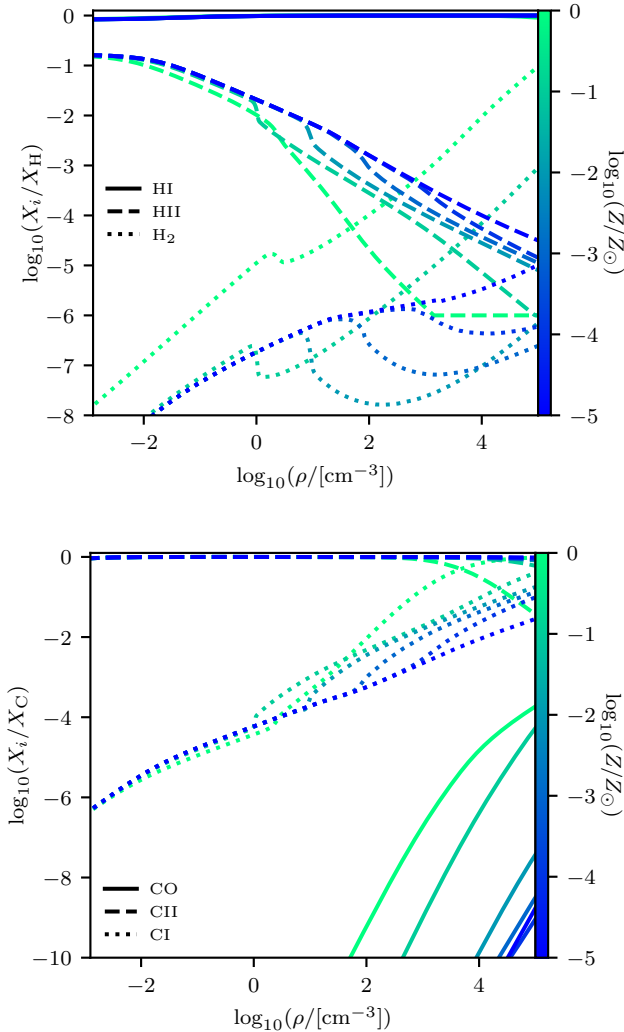 0
−1
−2
−3
−4
−5
−6
−7
−8
log₁₀(Xᵢ/X_H)
HI
HII
H₂
−2
0
2
4
log₁₀(ρ/[cm⁻³])
0
−1
−2
−3
−4
−5
log₁₀(Z/Z⊙)
0
−2
−4
−6
−8
−10
log₁₀(Xᵢ/X_C)
CO
CII
CI
−2
0
2
4
log₁₀(ρ/[cm⁻³])
0
−1
−2
−3
−4
−5
log₁₀(Z/Z⊙)